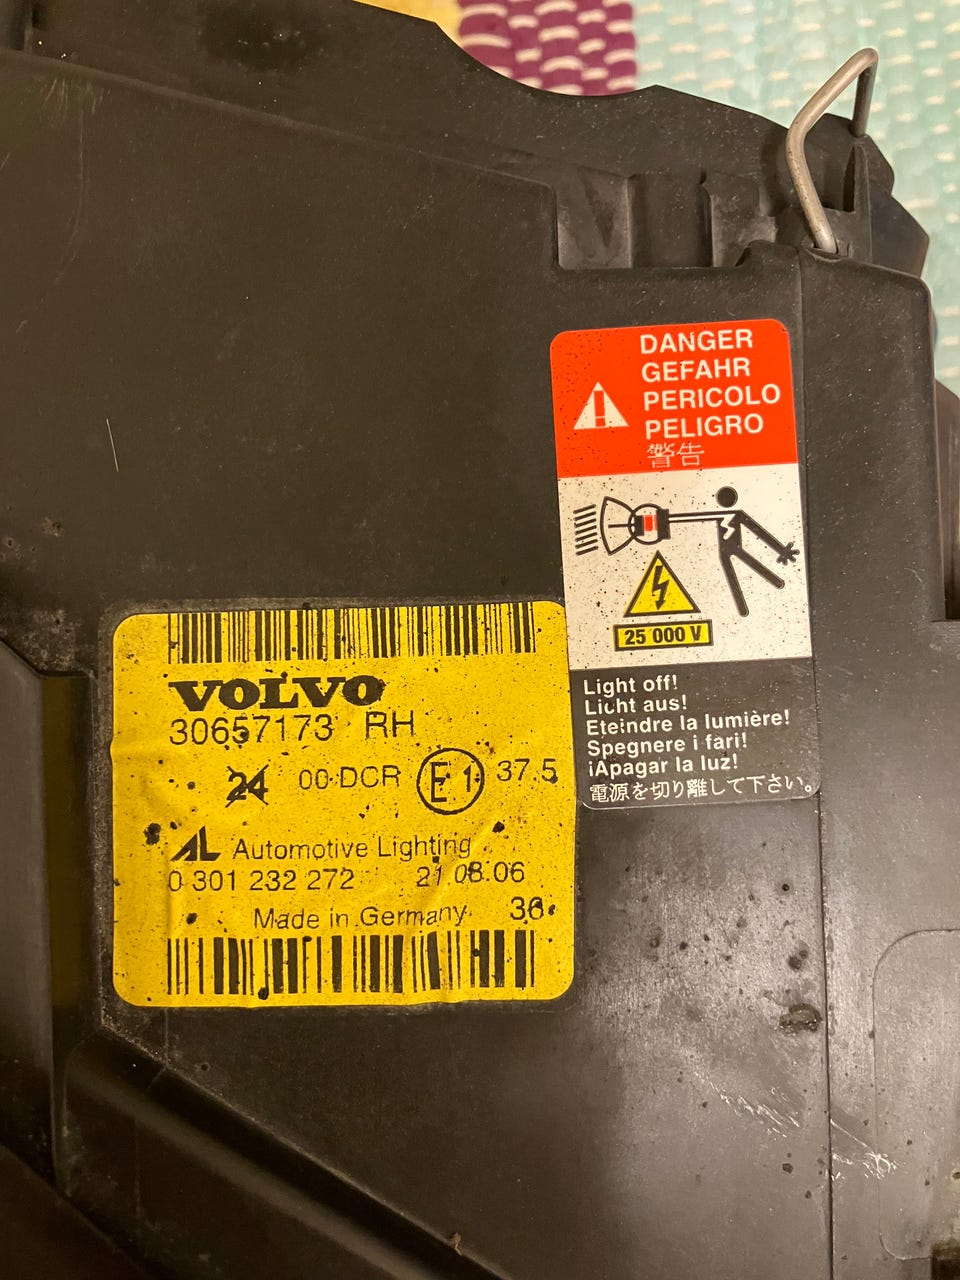 DANGER
GEFAHR
PERICOLO
PELIGRO
警告
25 000 V
Light off!
Licht aus!
Eteindre la lumière!
Spegnere i fari!
¡Apagar la luz!
電源を切り離して下さい。
VOLVO
30657173 RH
24 00 DCR E1 37.5
AL Automotive Lighting
0 301 232 272 21.08.06
Made in Germany 36